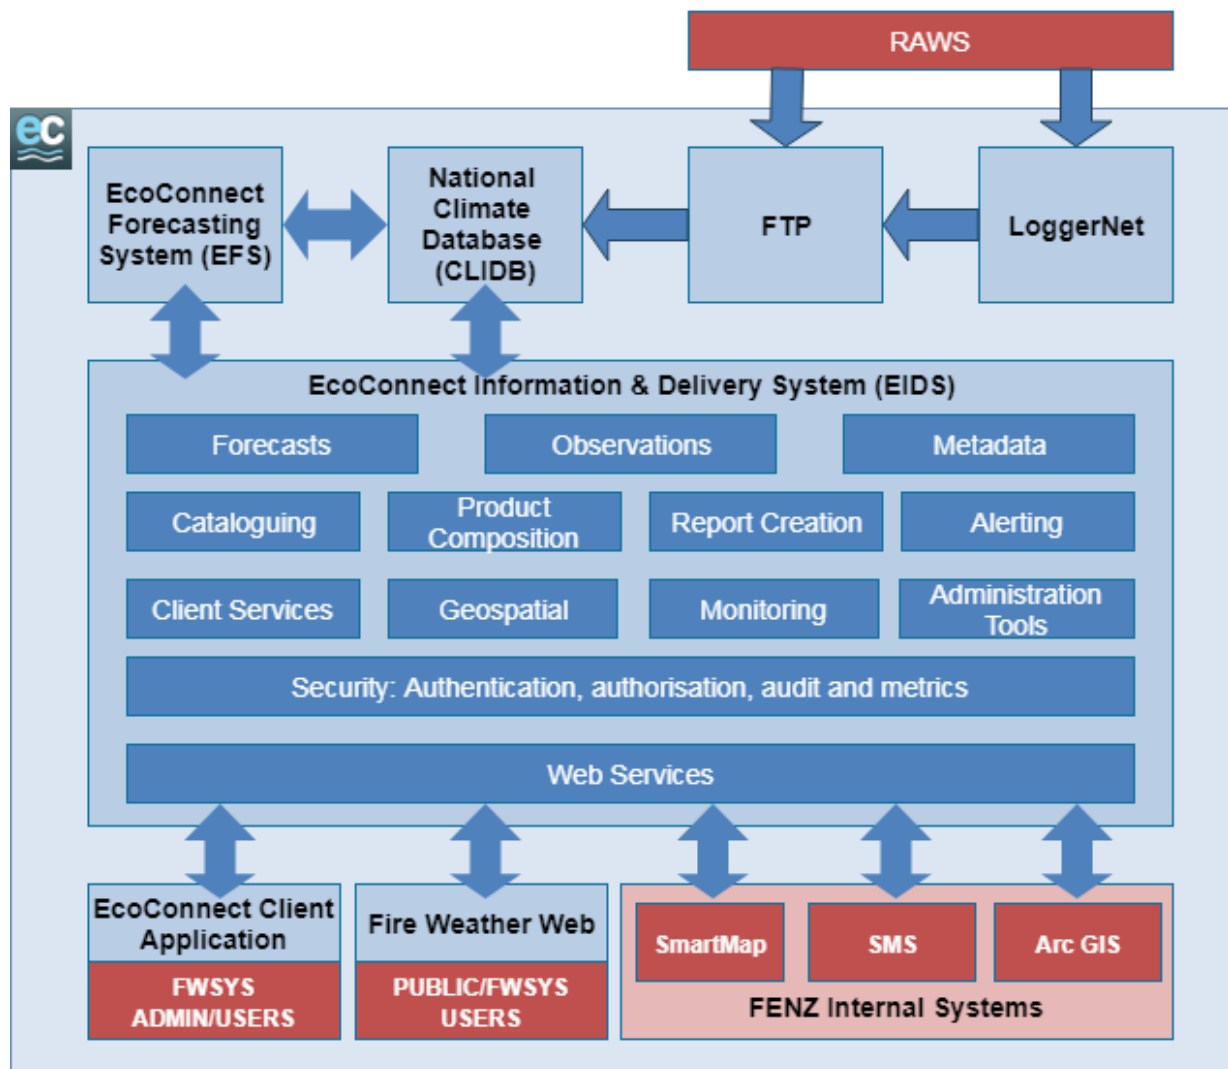 RAWS
ec
EcoConnect
Forecasting
System (EFS)
National
Climate
Database
(CLIDB)
FTP
LoggerNet
EcoConnect Information & Delivery System (EIDS)
Forecasts
Observations
Metadata
Cataloguing
Product
Composition
Report Creation
Alerting
Client Services
Geospatial
Monitoring
Administration
Tools
Security: Authentication, authorisation, audit and metrics
Web Services
EcoConnect Client
Application
FWSYS
ADMIN/USERS
Fire Weather Web
PUBLIC/FWSYS
USERS
SmartMap
SMS
Arc GIS
FENZ Internal Systems